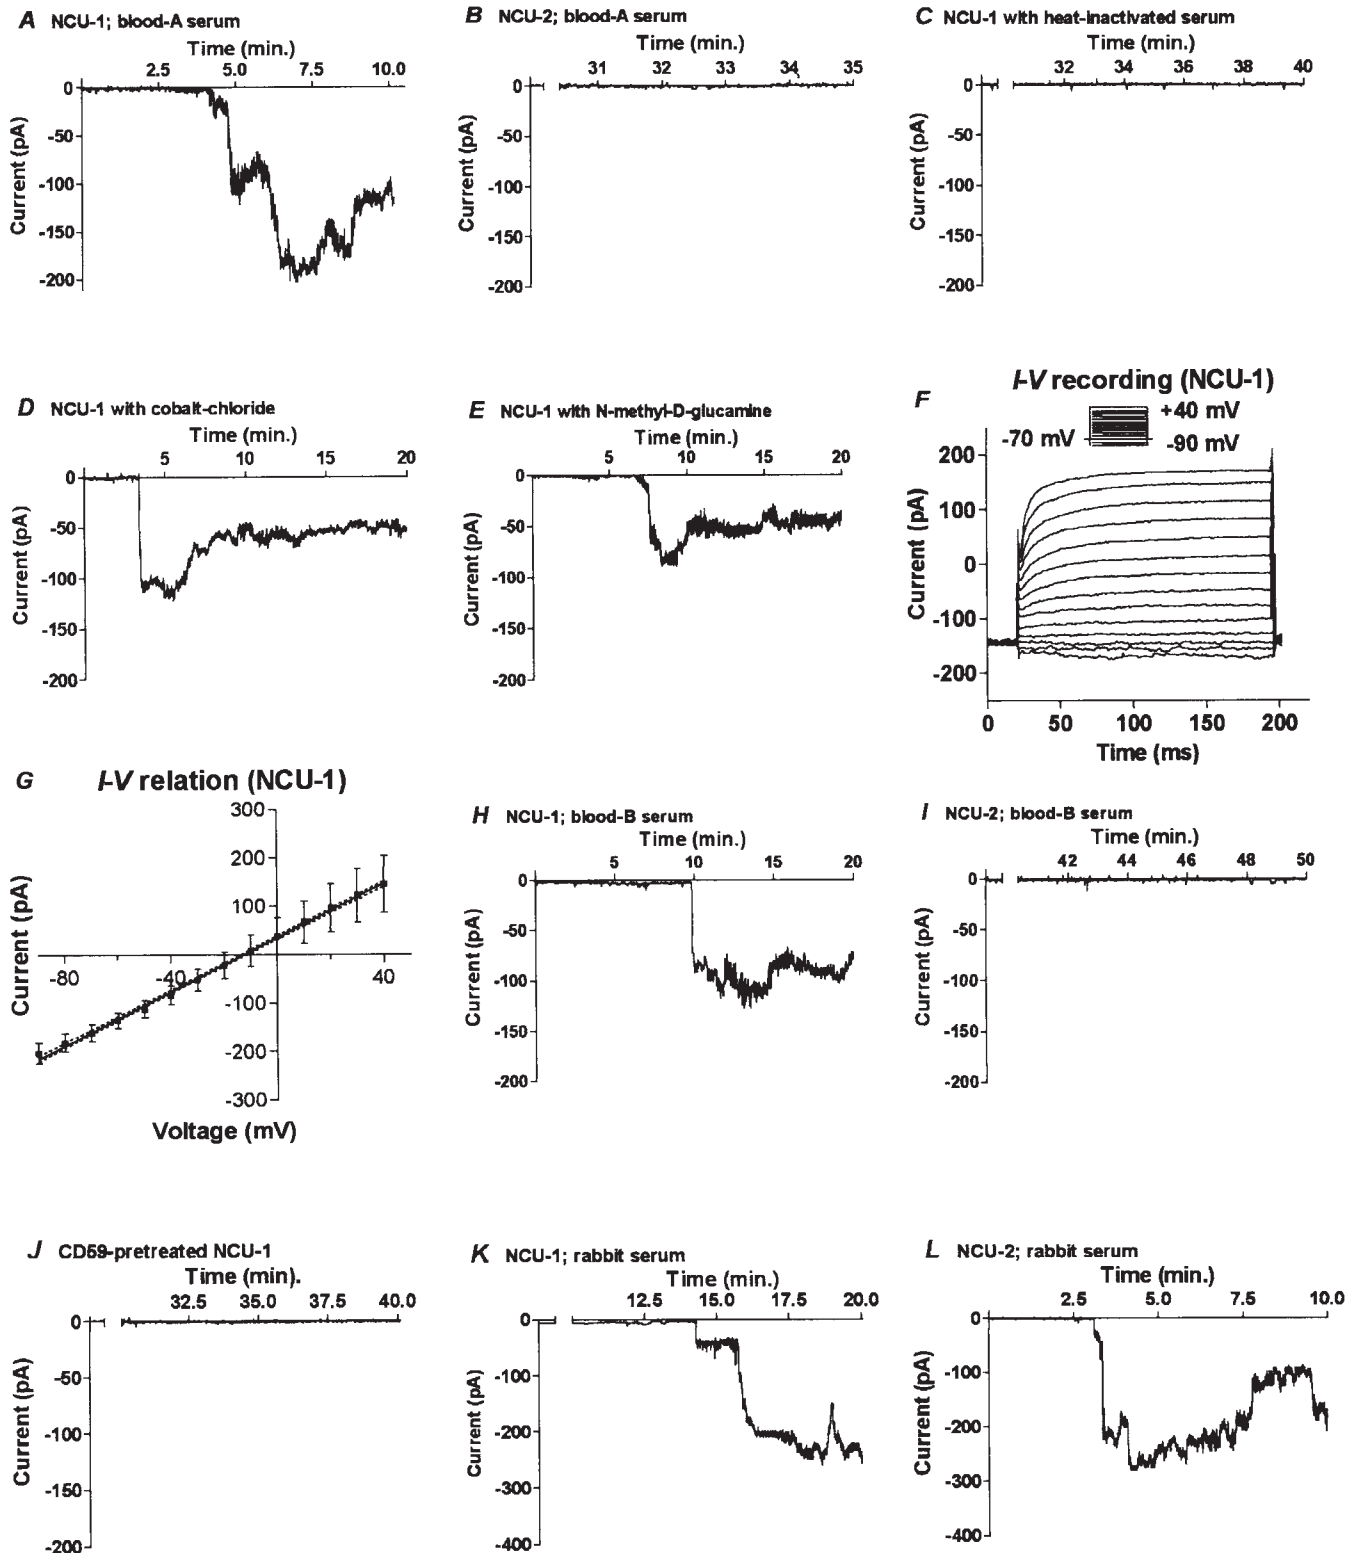 A NCU-1; blood-A serum
Time (min.)
2.5 5.0 7.5 10.0
0
-50
-100
-150
-200
Current (pA)
B NCU-2; blood-A serum
Time (min.)
31 32 33 34 35
0
-50
-100
-150
-200
Current (pA)
C NCU-1 with heat-inactivated serum
Time (min.)
32 34 36 38 40
0
-50
-100
-150
-200
Current (pA)
D NCU-1 with cobalt-chloride
Time (min.)
5 10 15 20
0
-50
-100
-150
-200
Current (pA)
E NCU-1 with N-methyl-D-glucamine
Time (min.)
5 10 15 20
0
-50
-100
-150
-200
Current (pA)
F I-V recording (NCU-1)
+40 mV
-70 mV
-90 mV
200
100
0
-100
-200
Current (pA)
0 50 100 150 200
Time (ms)
G I-V relation (NCU-1)
300
200
100
-80 -40 40
-100
-200
-300
Current (pA)
Voltage (mV)
H NCU-1; blood-B serum
Time (min.)
5 10 15 20
0
-50
-100
-150
-200
Current (pA)
I NCU-2; blood-B serum
Time (min.)
42 44 46 48 50
0
-50
-100
-150
-200
Current (pA)
J CD59-pretreated NCU-1
Time (min).
32.5 35.0 37.5 40.0
0
-50
-100
-150
-200
Current (pA)
K NCU-1; rabbit serum
Time (min.)
12.5 15.0 17.5 20.0
0
-100
-200
-300
-400
Current (pA)
L NCU-2; rabbit serum
Time (min.)
2.5 5.0 7.5 10.0
0
-100
-200
-300
-400
Current (pA)